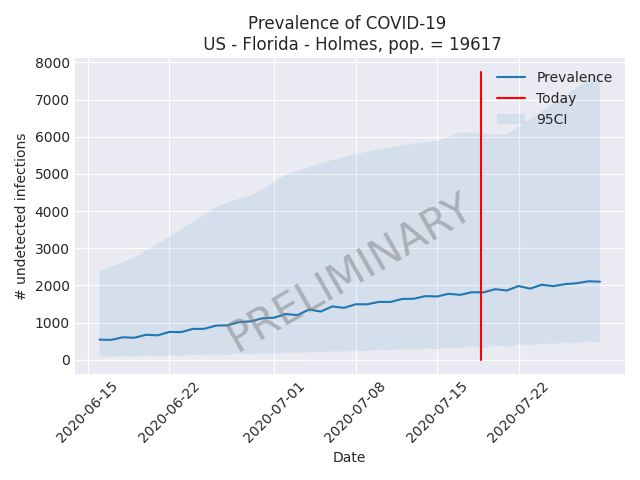 Prevalence of COVID-19
US - Florida - Holmes, pop. = 19617
8000
7000
6000
5000
4000
3000
2000
1000
0
# undetected infections
Prevalence
Today
95CI
PRELIMINARY
2020-06-15
2020-06-22
2020-07-01
2020-07-08
2020-07-15
2020-07-22
Date